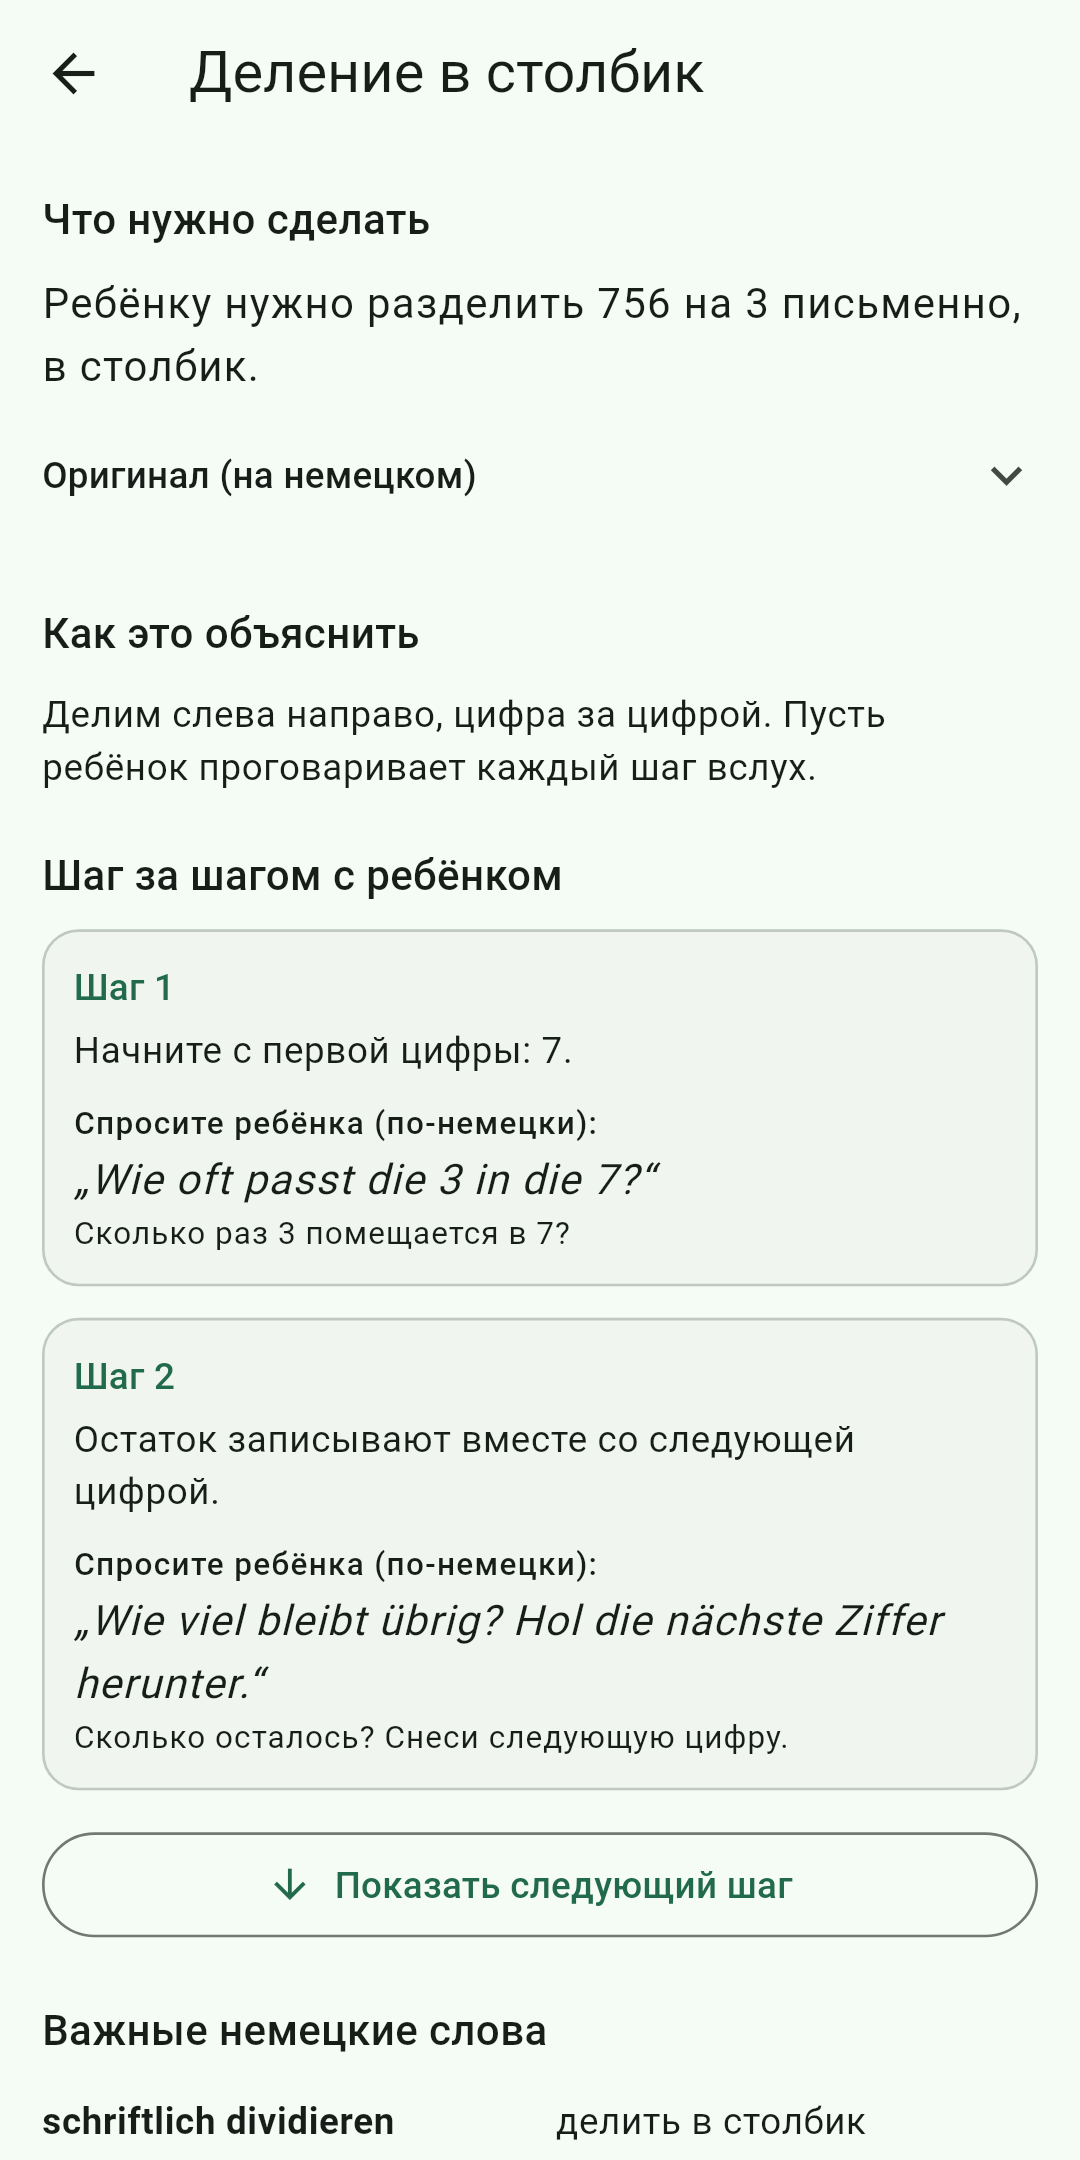 Деление в столбик
Что нужно сделать
Ребёнку нужно разделить 756 на 3 письменно,
в столбик.
Оригинал (на немецком)
Как это объяснить
Делим слева направо, цифра за цифрой. Пусть
ребёнок проговаривает каждый шаг вслух.
Шаг за шагом с ребёнком
Шаг 1
Начните с первой цифры: 7.
Спросите ребёнка (по-немецки):
„Wie oft passt die 3 in die 7?“
Сколько раз 3 помещается в 7?
Шаг 2
Остаток записывают вместе со следующей
цифрой.
Спросите ребёнка (по-немецки):
„Wie viel bleibt übrig? Hol die nächste Ziffer
herunter.“
Сколько осталось? Снеси следующую цифру.
Показать следующий шаг
Важные немецкие слова
schriftlich dividieren делить в столбик